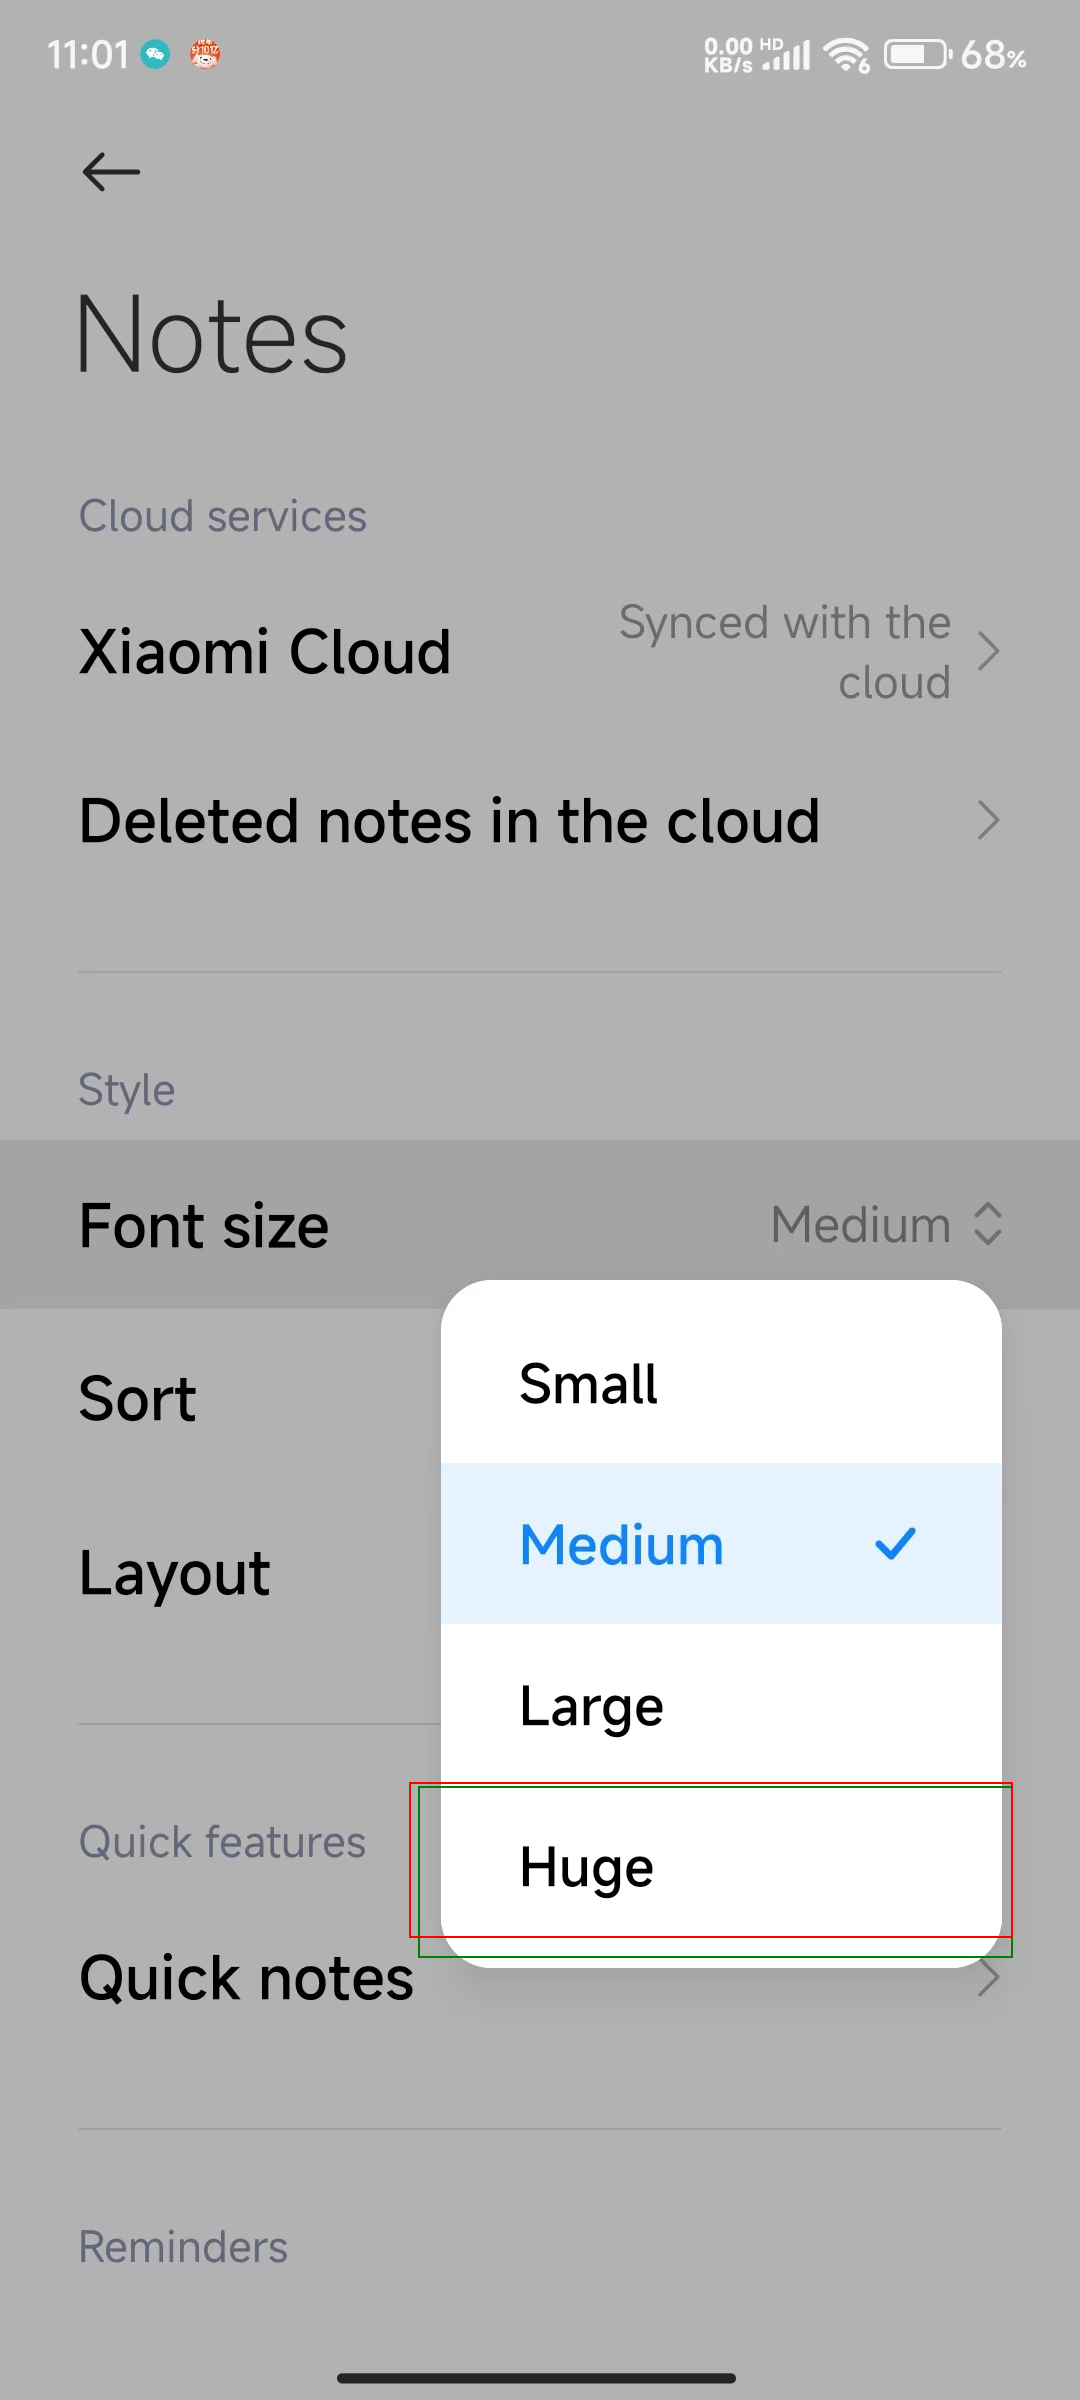 11:01 0.00 KB/s HD 6 68%
Notes
Cloud services
Xiaomi Cloud Synced with the cloud
Deleted notes in the cloud
Style
Font size Medium
Small
Sort
Medium
Layout
Large
Quick features
Huge
Quick notes
Reminders